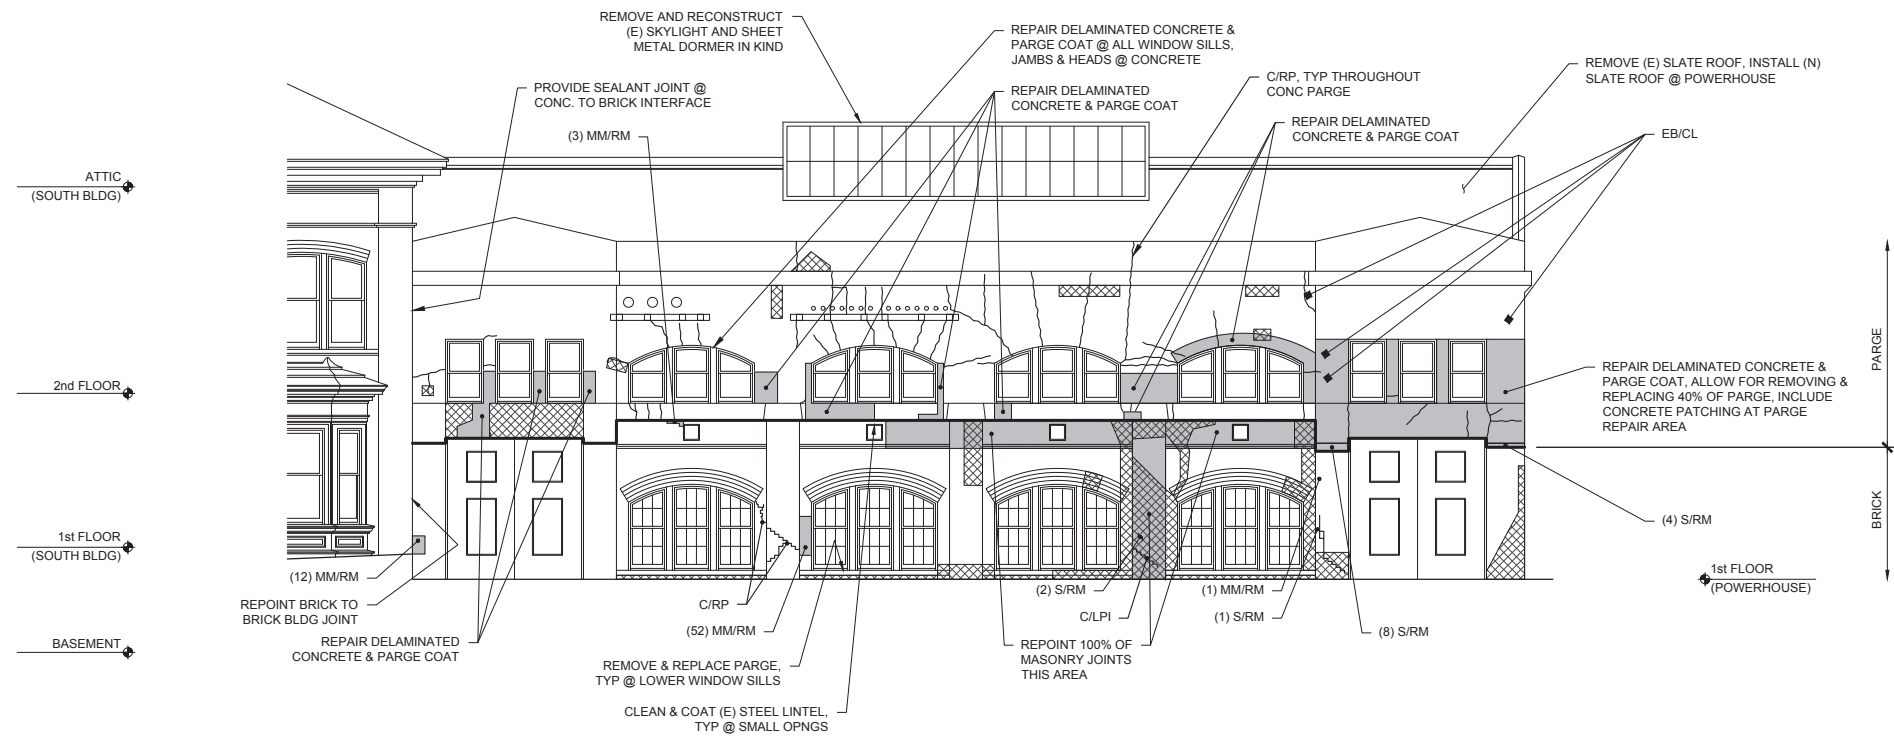 REMOVE AND RECONSTRUCT
(E) SKYLIGHT AND SHEET
METAL DORMER IN KIND
REPAIR DELAMINATED CONCRETE &
PARGE COAT @ ALL WINDOW SILLS,
JAMBS & HEADS @ CONCRETE
PROVIDE SEALANT JOINT @
CONC. TO BRICK INTERFACE
(3) MM/RM
REPAIR DELAMINATED
CONCRETE & PARGE COAT
C/RP, TYP THROUGHOUT
CONC PARGE
REPAIR DELAMINATED
CONCRETE & PARGE COAT
REMOVE (E) SLATE ROOF, INSTALL (N)
SLATE ROOF @ POWERHOUSE
EB/CL
ATTIC
(SOUTH BLDG)
2nd FLOOR
1st FLOOR
(SOUTH BLDG)
BASEMENT
PARGE
BRICK
REPAIR DELAMINATED CONCRETE &
PARGE COAT, ALLOW FOR REMOVING &
REPLACING 40% OF PARGE, INCLUDE
CONCRETE PATCHING AT PARGE
REPAIR AREA
(4) S/RM
1st FLOOR
(POWERHOUSE)
(12) MM/RM
REPOINT BRICK TO
BRICK BLDG JOINT
REPAIR DELAMINATED
CONCRETE & PARGE COAT
C/RP
(52) MM/RM
REMOVE & REPLACE PARGE,
TYP @ LOWER WINDOW SILLS
CLEAN & COAT (E) STEEL LINTEL,
TYP @ SMALL OPNGS
(2) S/RM
C/LPI
REPOINT 100% OF
MASONRY JOINTS
THIS AREA
(1) MM/RM
(1) S/RM
(8) S/RM